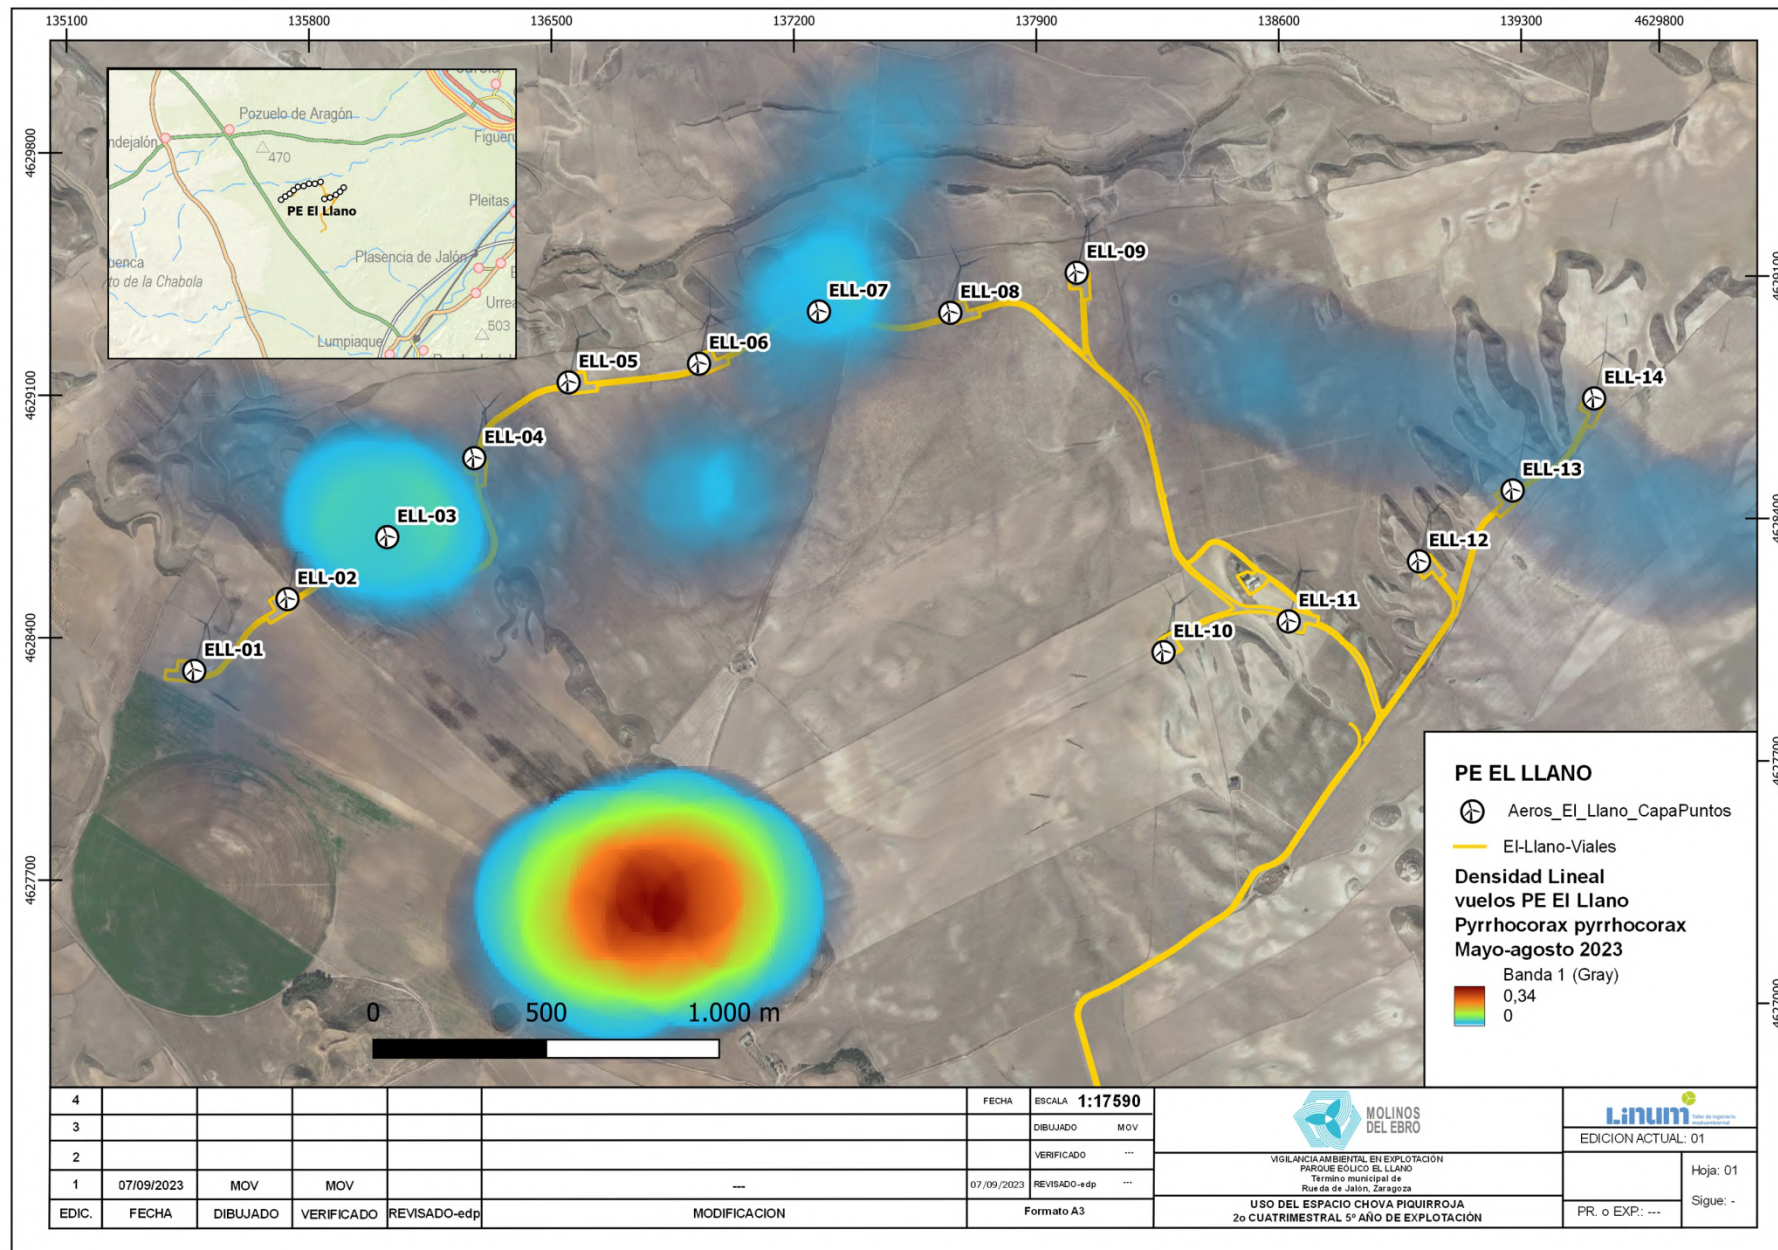 135100
135800
136500
137200
137900
138600
139300
4629800
4629800
4629100
4628400
4627700
4629100
4628400
4627700
4627000
Pozuelo de Aragón
470
PE El Llano
Pleitas
Plasencia de Jalón
to de la Chabola
503
Lumpiaque
ELL-01
ELL-02
ELL-03
ELL-04
ELL-05
ELL-06
ELL-07
ELL-08
ELL-09
ELL-10
ELL-11
ELL-12
ELL-13
ELL-14
0 500 1.000 m
PE EL LLANO
Aeros_El_Llano_CapaPuntos
El-Llano-Viales
Densidad Lineal
vuelos PE El Llano
Pyrrhocorax pyrrhocorax
Mayo-agosto 2023
Banda 1 (Gray)
0,34
0
4
3
2
1 07/09/2023 MOV MOV ---
EDIC. FECHA DIBUJADO VERIFICADO REVISADO-edp MODIFICACION
FECHA ESCALA 1:17590
DIBUJADO MOV
VERIFICADO ---
07/09/2023 REVISADO-edp ---
Formato A3
MOLINOS
DEL EBRO
VIGILANCIA AMBIENTAL EN EXPLOTACIÓN
PARQUE EÓLICO EL LLANO
Término municipal de
Rueda de Jalón, Zaragoza
USO DEL ESPACIO CHOVA PIQUIRROJA
2o CUATRIMESTRAL 5º AÑO DE EXPLOTACIÓN
Linum
Taller de Ingeniería
medioambiental
EDICION ACTUAL: 01
PR. o EXP.: ---
Hoja: 01
Sigue: -